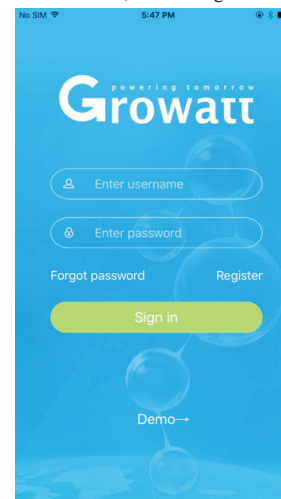 No SIM 5:47 PM
powering tomorrow
Growatt
Enter username
Enter password
Forgot password Register
Sign in
Demo→